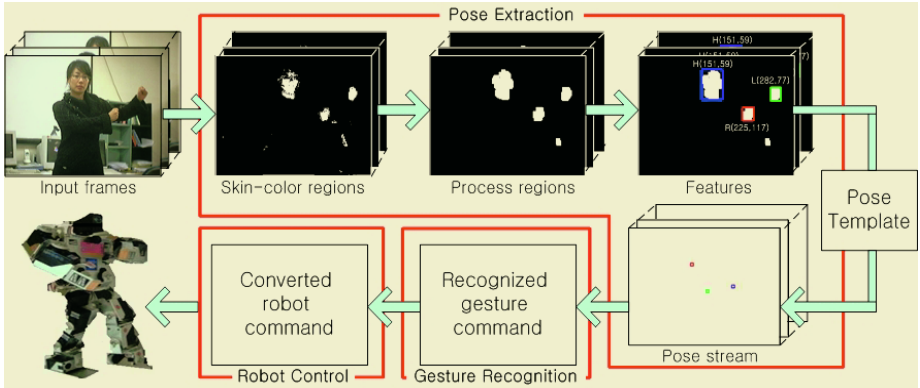 Pose Extraction
H(151,59)
H(151,59)
L(282,77)
R(225,117)
Input frames
Skin-color regions
Process regions
Features
Pose
Template
Converted
robot
command
Recognized
gesture
command
Pose stream
Robot Control
Gesture Recognition